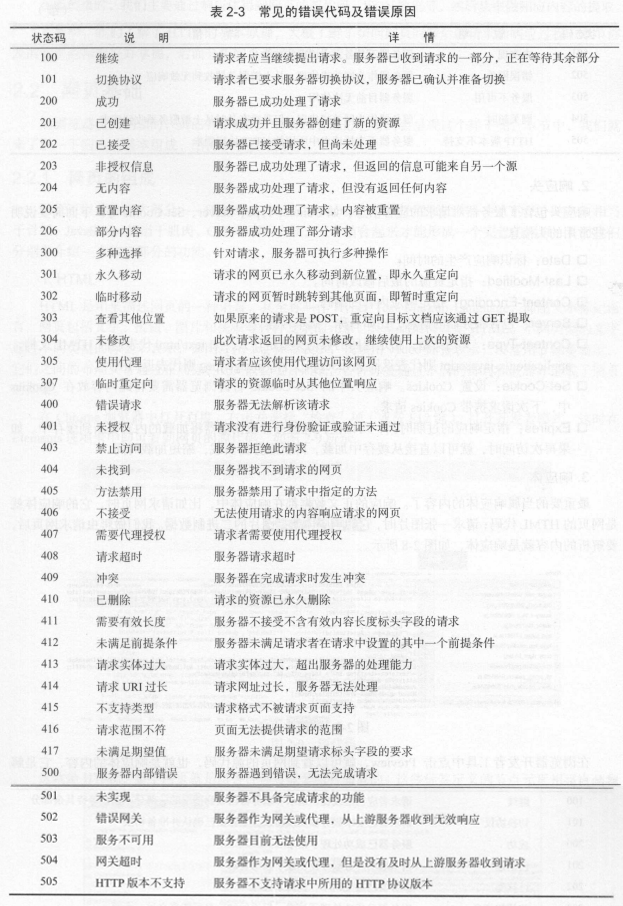 表 2-3 常见的错误代码及错误原因
状态码 说 明 详 情
100 继续 请求者应当继续提出请求。服务器已收到请求的一部分，正在等待其余部分
101 切换协议 请求者已要求服务器切换协议，服务器已确认并准备切换
200 成功 服务器已成功处理了请求
201 已创建 请求成功并且服务器创建了新的资源
202 已接受 服务器已接受请求，但尚未处理
203 非授权信息 服务器已成功处理了请求，但返回的信息可能来自另一个源
204 无内容 服务器成功处理了请求，但没有返回任何内容
205 重置内容 服务器成功处理了请求，内容被重置
206 部分内容 服务器成功处理了部分请求
300 多种选择 针对请求，服务器可执行多种操作
301 永久移动 请求的网页已永久移动到新位置，即永久重定向
302 临时移动 请求的网页暂时跳转到其他页面，即暂时重定向
303 查看其他位置 如果原来的请求是 POST，重定向目标文档应该通过 GET 提取
304 未修改 此次请求返回的网页未修改，继续使用上次的资源
305 使用代理 请求者应该使用代理访问该网页
307 临时重定向 请求的资源临时从其他位置响应
400 错误请求 服务器无法解析该请求
401 未授权 请求没有进行身份验证或验证未通过
403 禁止访问 服务器拒绝此请求
404 未找到 服务器找不到请求的网页
405 方法禁用 服务器禁用了请求中指定的方法
406 不接受 无法使用请求的内容响应请求的网页
407 需要代理授权 请求者需要使用代理授权
408 请求超时 服务器请求超时
409 冲突 服务器在完成请求时发生冲突
410 已删除 请求的资源已永久删除
411 需要有效长度 服务器不接受不含有效内容长度标头字段的请求
412 未满足前提条件 服务器未满足请求者在请求中设置的其中一个前提条件
413 请求实体过大 请求实体过大，超出服务器的处理能力
414 请求 URI 过长 请求网址过长，服务器无法处理
415 不支持类型 请求格式不被请求页面支持
416 请求范围不符 页面无法提供请求的范围
417 未满足期望值 服务器未满足期望请求标头字段的要求
500 服务器内部错误 服务器遇到错误，无法完成请求
501 未实现 服务器不具备完成请求的功能
502 错误网关 服务器作为网关或代理，从上游服务器收到无效响应
503 服务不可用 服务器目前无法使用
504 网关超时 服务器作为网关或代理，但是没有及时从上游服务器收到请求
505 HTTP 版本不支持 服务器不支持请求中所用的 HTTP 协议版本